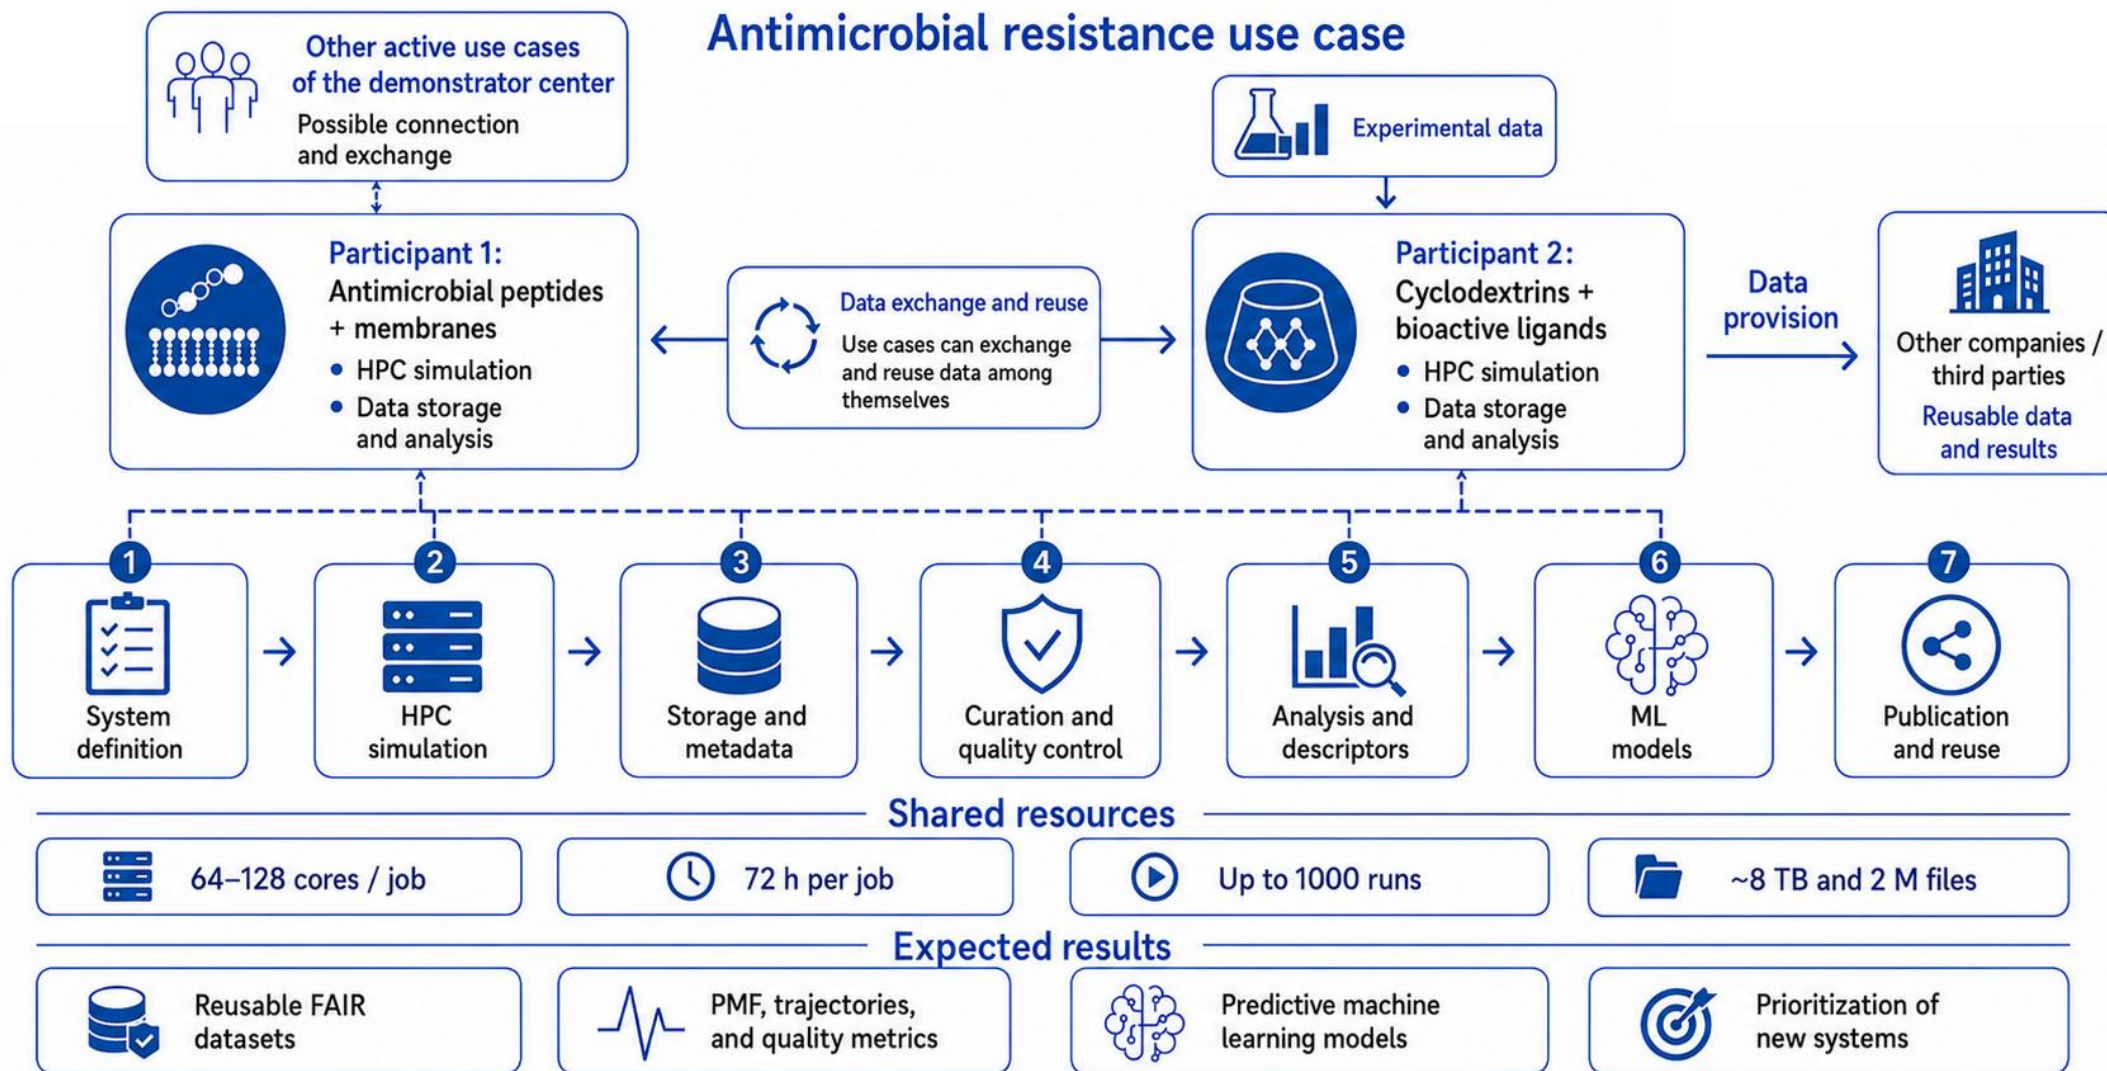 Antimicrobial resistance use case
Other active use cases
of the demonstrator center
Possible connection
and exchange
Experimental data
Participant 1:
Antimicrobial peptides
+ membranes
• HPC simulation
• Data storage
and analysis
Data exchange and reuse
Use cases can exchange
and reuse data among
themselves
Participant 2:
Cyclodextrins +
bioactive ligands
• HPC simulation
• Data storage
and analysis
Data
provision
Other companies /
third parties
Reusable data
and results
1
System
definition
2
HPC
simulation
3
Storage and
metadata
4
Curation and
quality control
5
Analysis and
descriptors
6
ML
models
7
Publication
and reuse
Shared resources
64–128 cores / job
72 h per job
Up to 1000 runs
~8 TB and 2 M files
Expected results
Reusable FAIR
datasets
PMF, trajectories,
and quality metrics
Predictive machine
learning models
Prioritization of
new systems